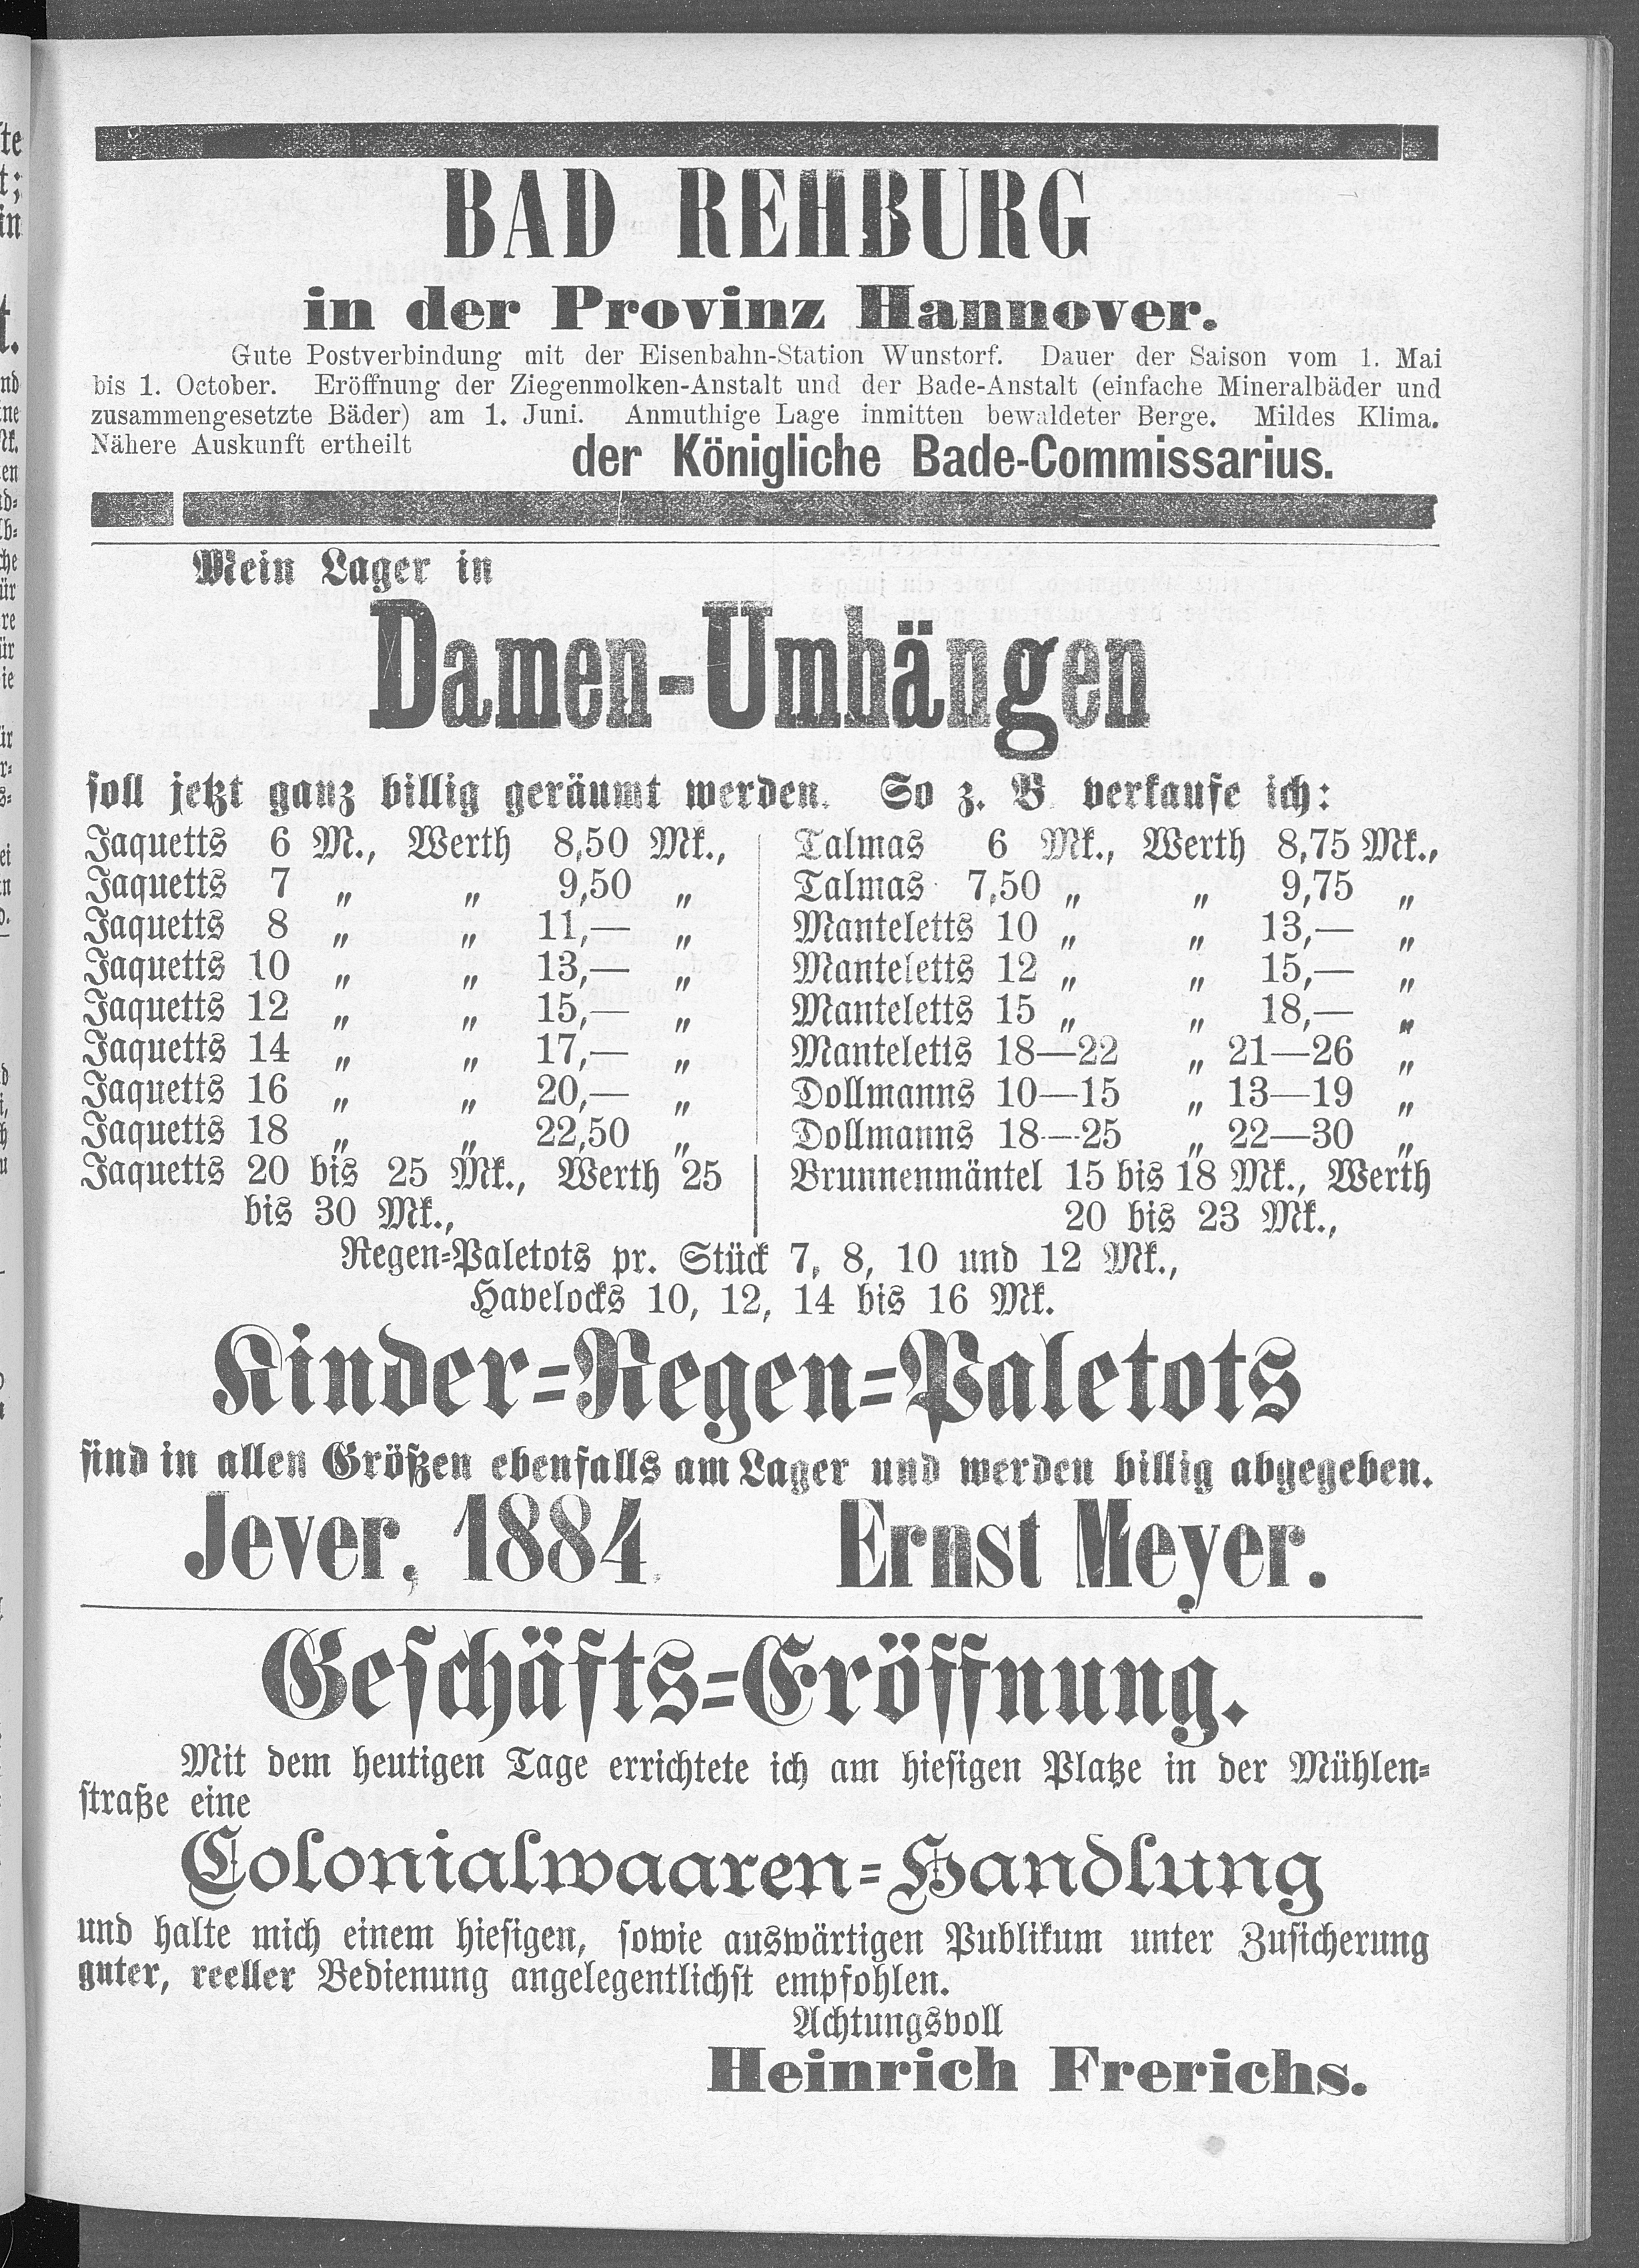 BAD REHBURG
in der Provinz Hannover.
Gute Postverbindung mit der Eisenbahn-Station Wunstorf. Dauer der Saison vom 1. Mai
bis 1. October. Eröffnung der Ziegenmolken-Anstalt und der Bade-Anstalt (einfache Mineralbäder und
zusammengesetzte Bäder) am 1. Juni. Anmuthige Lage inmitten bewaldeter Berge. Mildes Klima.
Nähere Auskunft ertheilt
der Königliche Bade-Commissarius.
Mein Lager in
Damen-Umhängen
soll jetzt ganz billig geräumt werden. So z. B. verkaufe ich:
Jaquetts 6 M., Werth 8,50 Mk.,
Jaquetts 7 „ „ 9,50 „
Jaquetts 8 „ „ 11,— „
Jaquetts 10 „ „ 13,— „
Jaquetts 12 „ „ 15,— „
Jaquetts 14 „ „ 17,— „
Jaquetts 16 „ „ 20,— „
Jaquetts 18 „ „ 22,50 „
Jaquetts 20 bis 25 Mk., Werth 25
bis 30 Mk.,
Talmas 6 Mk., Werth 8,75 Mk.,
Talmas 7,50 „ „ 9,75 „
Manteletts 10 „ „ 13,— „
Manteletts 12 „ „ 15,— „
Manteletts 15 „ „ 18,— „
Manteletts 18—22 „ 21—26 „
Dollmanns 10—15 „ 13—19 „
Dollmanns 18—25 „ 22—30 „
Brunnenmäntel 15 bis 18 Mk., Werth
20 bis 23 Mk.,
Regen-Paletots pr. Stück 7, 8, 10 und 12 Mk.,
Havelocks 10, 12, 14 bis 16 Mk.
Kinder-Regen-Paletots
sind in allen Größen ebenfalls am Lager und werden billig abgegeben.
Jever, 1884. Ernst Meyer.
Geschäfts-Eröffnung.
Mit dem heutigen Tage errichtete ich am hiesigen Platze in der Mühlen-
straße eine
Colonialwaaren-Handlung
und halte mich einem hiesigen, sowie auswärtigen Publikum unter Zusicherung
guter, reeller Bedienung angelegentlichst empfohlen.
Achtungsvoll
Heinrich Frerichs.